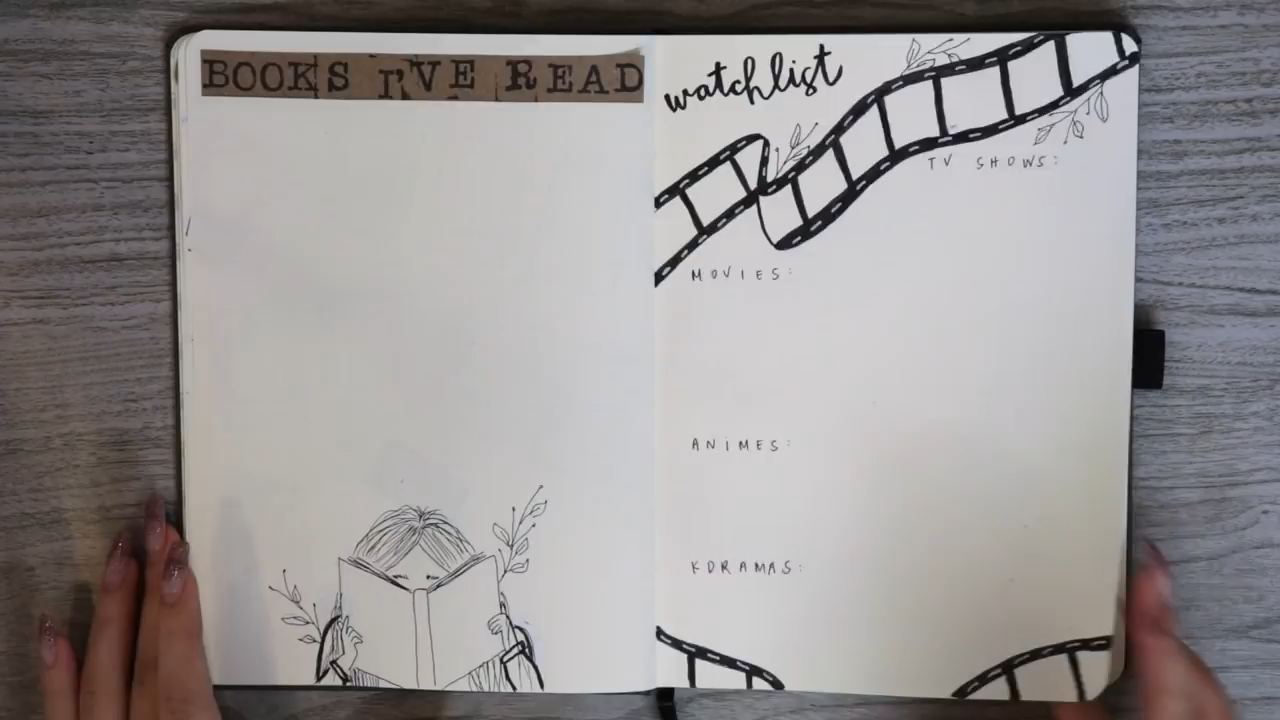 BOOKS I'VE READ
watchlist
TV SHOWS:
MOVIES:
ANiMES:
KDRAMAS: